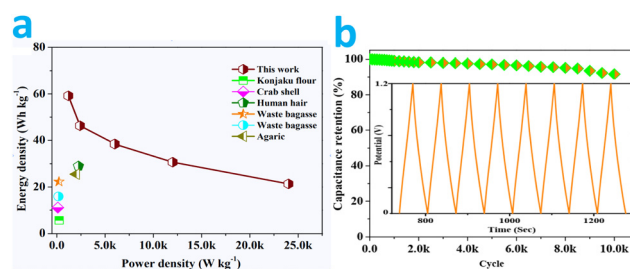 a
80
60
40
20
0
Energy density (Wh kg⁻¹)
This work
Konjaku flour
Crab shell
Human hair
Waste bagasse
Waste bagasse
Agaric
0.0 5.0k 10.0k 15.0k 20.0k 25.0k
Power density (W kg⁻¹)
b
100
80
60
40
20
0
Capacitance retention (%)
1.2
0
Potential (V)
800 1000 1200
Time (Sec)
0.0 2.0k 4.0k 6.0k 8.0k 10.0k
Cycle